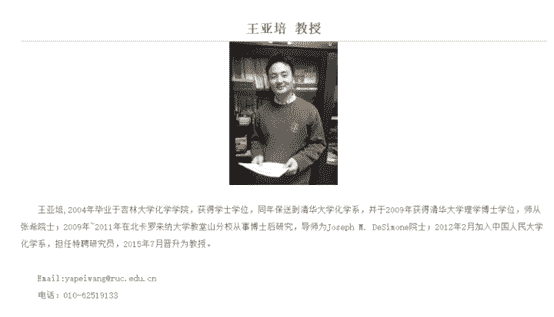 王亚培 教授
王亚培,2004年毕业于吉林大学化学学院，获得学士学位，同年保送到清华大学化学系，并于2009年获得清华大学理学博士学位，师从
张希院士；2009年~2011年在北卡罗来纳大学教堂山分校从事博士后研究，导师为Joseph M. DeSimone院士；2012年2月加入中国人民大学
化学系，担任特聘研究员，2015年7月晋升为教授。
Email:yapeiwang@ruc.edu.cn
电话：010-62519133